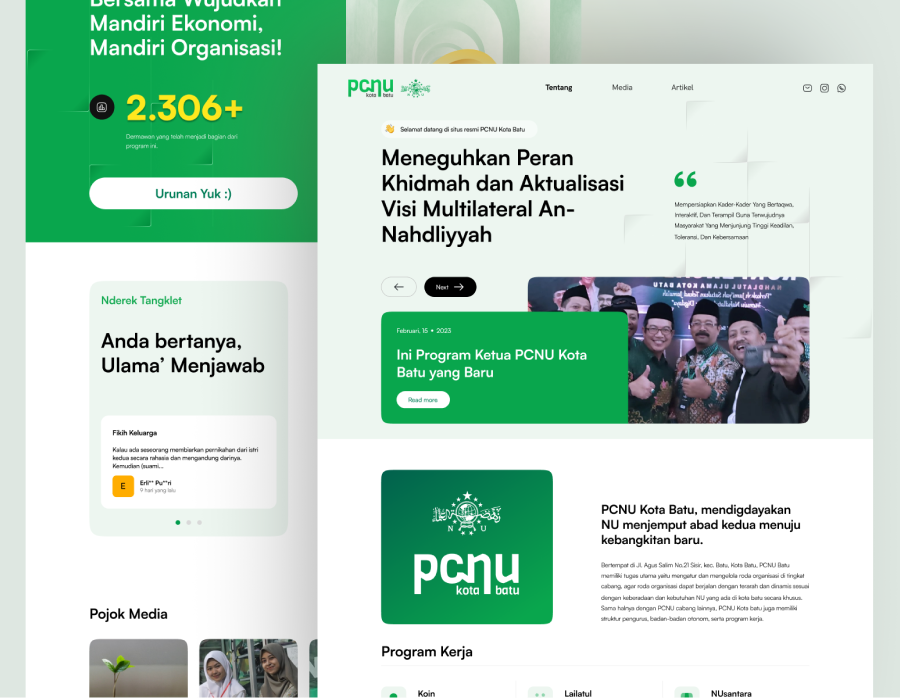 Bersama Wujudkan
Mandiri Ekonomi,
Mandiri Organisasi!
2.306+
Dermawan yang telah menjadi bagian dari
program ini.
Urunan Yuk :)
Nderek Tangklet
Anda bertanya,
Ulama’ Menjawab
Fikih Keluarga
Kalau ada seseorang membiarkan pernikahan dari istri
kedua secara rahasia dan mengandung darinya.
Kemudian (suami...
E
Erli** Pu**ri
9 hari yang lalu
Pojok Media
pcnu
kota batu
Tentang
Media
Artikel
👋 Selamat datang di situs resmi PCNU Kota Batu
Meneguhkan Peran
Khidmah dan Aktualisasi
Visi Multilateral An-
Nahdliyyah
“
Mempersiapkan Kader-Kader Yang Bertaqwa,
Interaktif, Dan Terampil Guna Terwujudnya
Masyarakat Yang Menjunjung Tinggi Keadilan,
Toleransi, Dan Kebersamaan
← Next →
Februari, 15 • 2023
Ini Program Ketua PCNU Kota
Batu yang Baru
Read more
N U
pcnu
kota batu
PCNU Kota Batu, mendigdayakan
NU menjemput abad kedua menuju
kebangkitan baru.
Bertempat di Jl. Agus Salim No.21 Sisir, kec. Batu, Kota Batu, PCNU Batu
memiliki tugas utama yaitu mengatur dan mengelola roda organisasi di tingkat
cabang, agar roda organisasi dapat berjalan dengan terarah dan dinamis sesuai
dengan keberadaan dan kebutuhan NU yang ada di kota batu secara khusus.
Sama halnya dengan PCNU cabang lainnya, PCNU Kota batu juga memiliki
struktur pengurus, badan-badan otonom, serta program kerja.
Program Kerja
Koin
Lailatul
NUsantara